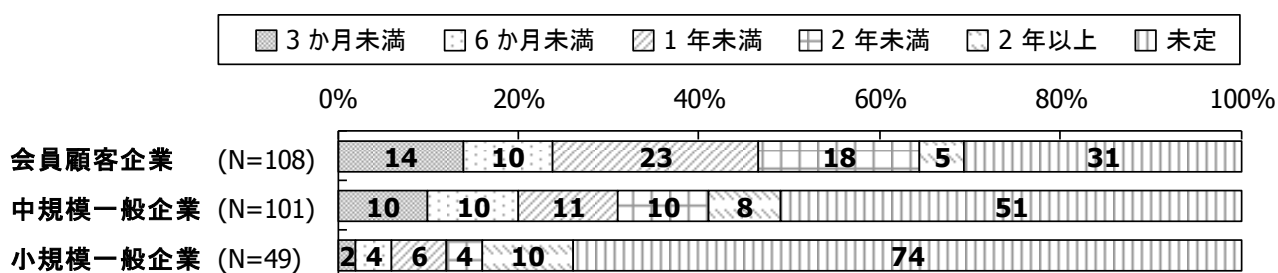 3 か月未満 6 か月未満 1 年未満 2 年未満 2 年以上 未定
0% 20% 40% 60% 80% 100%
会員顧客企業 (N=108) 14 10 23 18 5 31
中規模一般企業 (N=101) 10 10 11 10 8 51
小規模一般企業 (N=49) 2 4 6 4 10 74